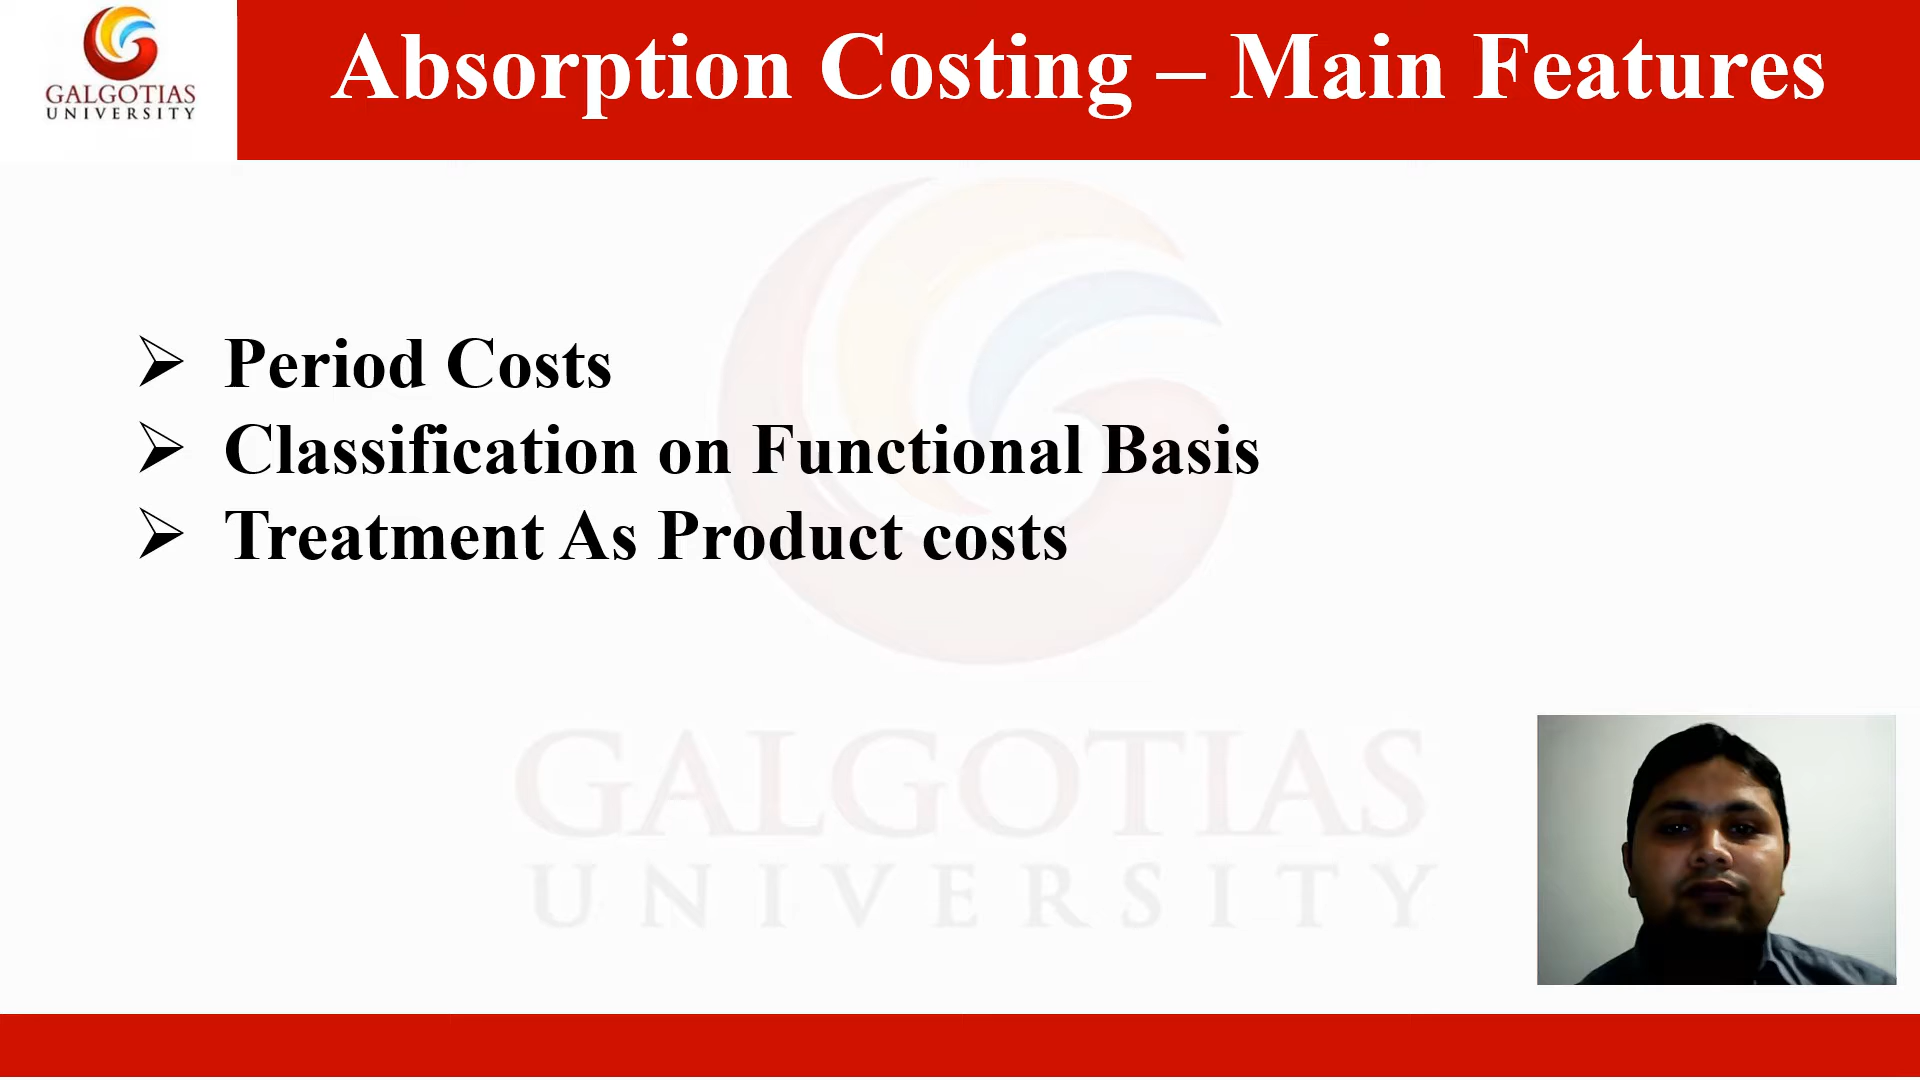 GALGOTIAS
UNIVERSITY
Absorption Costing – Main Features
Period Costs
Classification on Functional Basis
Treatment As Product costs
GALGOTIAS
UNIVERSITY